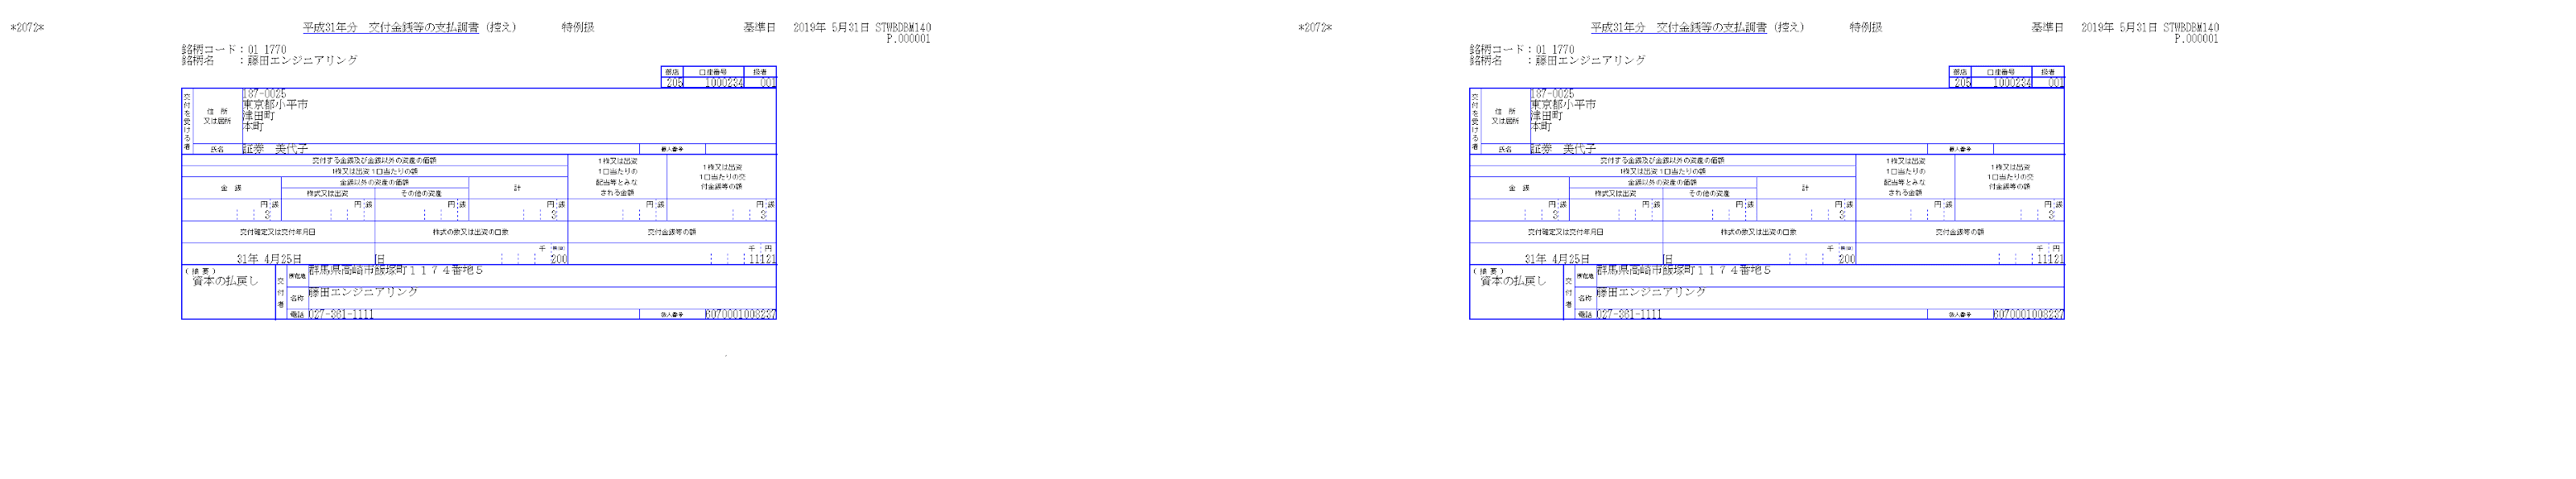 *2072* 平成31年分 交付金銭等の支払調書 (控え) 特例扱 基準日 2019年 5月31日 STWBDBM140
P.000001
銘柄コード：01 1770
銘柄名 ：藤田エンジニアリング
部店 口座番号 扱者
205 1000234 001
交付を受ける者
住所又は居所
187-0025
東京都小平市
津田町
本町
氏名 証券 美代子 個人番号
交付する金銭及び金銭以外の資産の価額
1株又は出資1口当たりの額
金銭 金銭以外の資産の価額 計
株式又は出資 その他の資産
1株又は出資
1口当たりの
配当等とみな
される金額
1株又は出資
1口当たりの交
付金銭等の額
円 銭 円 銭 円 銭 円 銭 円 銭 円 銭
交付確定又は交付年月日 株式の数又は出資の口数 交付金銭等の額
千 千 円
31年 4月25日 旧 200 11121
(摘要)
資本の払戻し
交付者
所在地 群馬県高崎市飯塚町１１７４番地５
名称 藤田エンジニアリング
電話 027-361-1111 法人番号 6070001008237
*2072* 平成31年分 交付金銭等の支払調書 (控え) 特例扱 基準日 2019年 5月31日 STWBDBM140
P.000001
銘柄コード：01 1770
銘柄名 ：藤田エンジニアリング
部店 口座番号 扱者
205 1000234 001
交付を受ける者
住所又は居所
187-0025
東京都小平市
津田町
本町
氏名 証券 美代子 個人番号
交付する金銭及び金銭以外の資産の価額
1株又は出資1口当たりの額
金銭 金銭以外の資産の価額 計
株式又は出資 その他の資産
1株又は出資
1口当たりの
配当等とみな
される金額
1株又は出資
1口当たりの交
付金銭等の額
円 銭 円 銭 円 銭 円 銭 円 銭 円 銭
交付確定又は交付年月日 株式の数又は出資の口数 交付金銭等の額
千 千 円
31年 4月25日 旧 200 11121
(摘要)
資本の払戻し
交付者
所在地 群馬県高崎市飯塚町１１７４番地５
名称 藤田エンジニアリング
電話 027-361-1111 法人番号 6070001008237